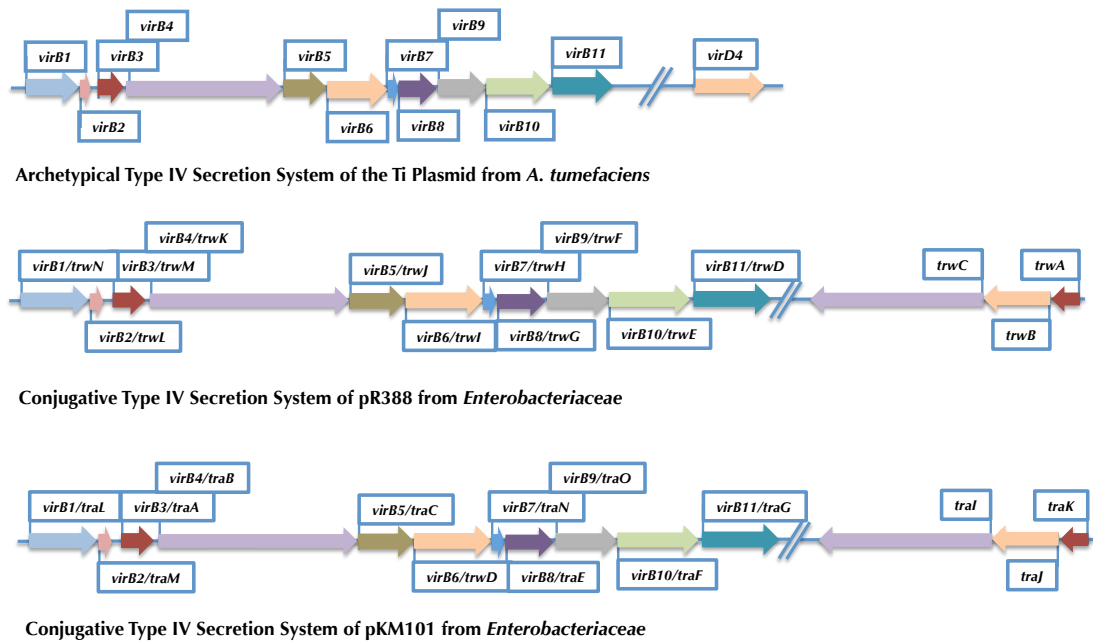 virB4 virB9
virB1 virB3 virB5 virB7 virB11 virD4
virB2 virB6 virB8 virB10
Archetypical Type IV Secretion System of the Ti Plasmid from A. tumefaciens
virB4/trwK virB9/trwF
virB1/trwN virB3/trwM virB5/trwJ virB7/trwH virB11/trwD trwC trwA
virB2/trwL virB6/trwI virB8/trwG virB10/trwE trwB
Conjugative Type IV Secretion System of pR388 from Enterobacteriaceae
virB4/traB virB9/traO
virB1/traL virB3/traA virB5/traC virB7/traN virB11/traG traI traK
virB2/traM virB6/twrD virB8/traE virB10/traF traJ
Conjugative Type IV Secretion System of pKM101 from Enterobacteriaceae